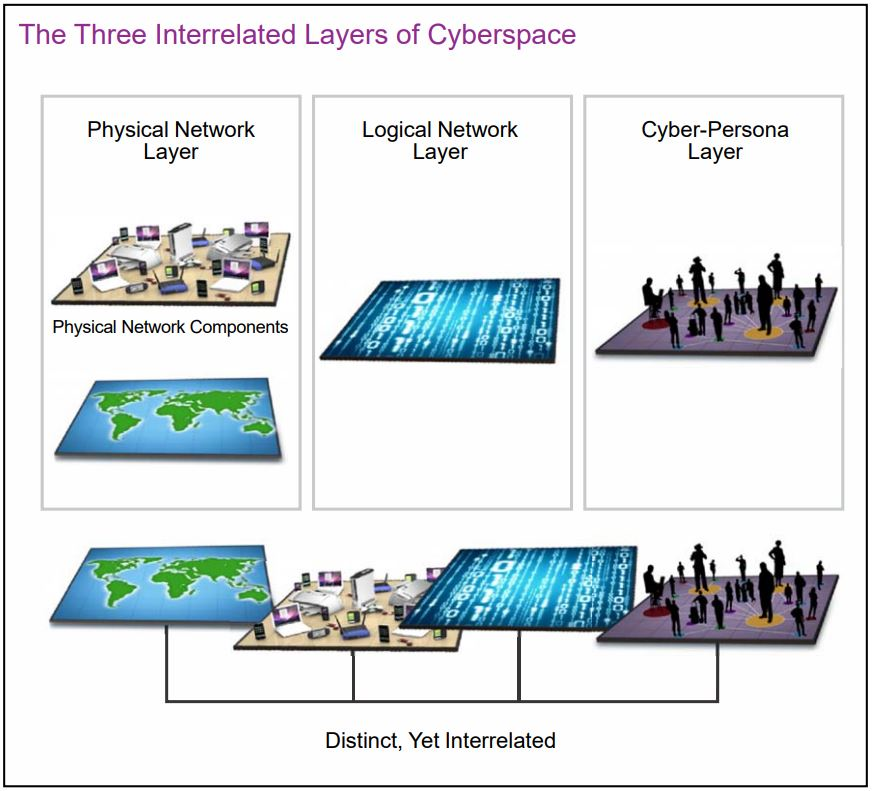 The Three Interrelated Layers of Cyberspace
Physical Network
Layer
Logical Network
Layer
Cyber-Persona
Layer
Physical Network Components
Distinct, Yet Interrelated